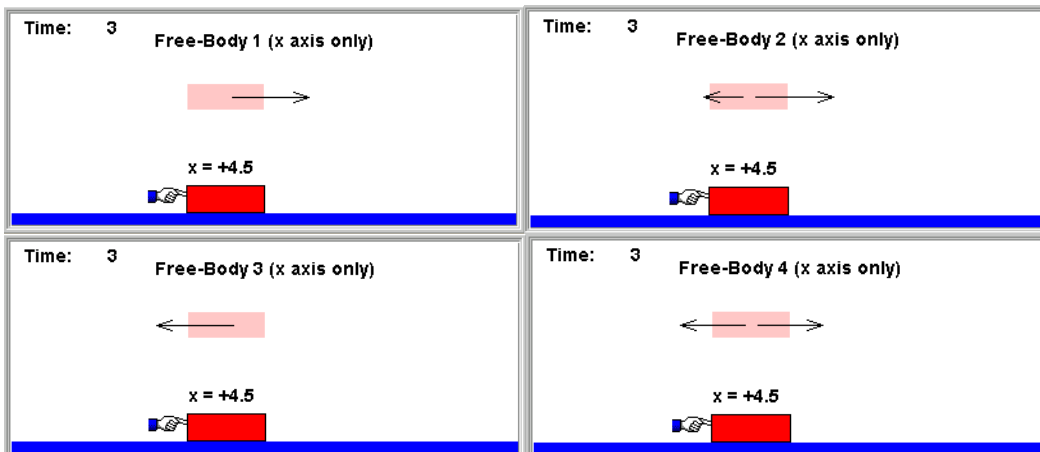 Time: 3
Free-Body 1 (x axis only)
x = +4.5
Time: 3
Free-Body 2 (x axis only)
x = +4.5
Time: 3
Free-Body 3 (x axis only)
x = +4.5
Time: 3
Free-Body 4 (x axis only)
x = +4.5